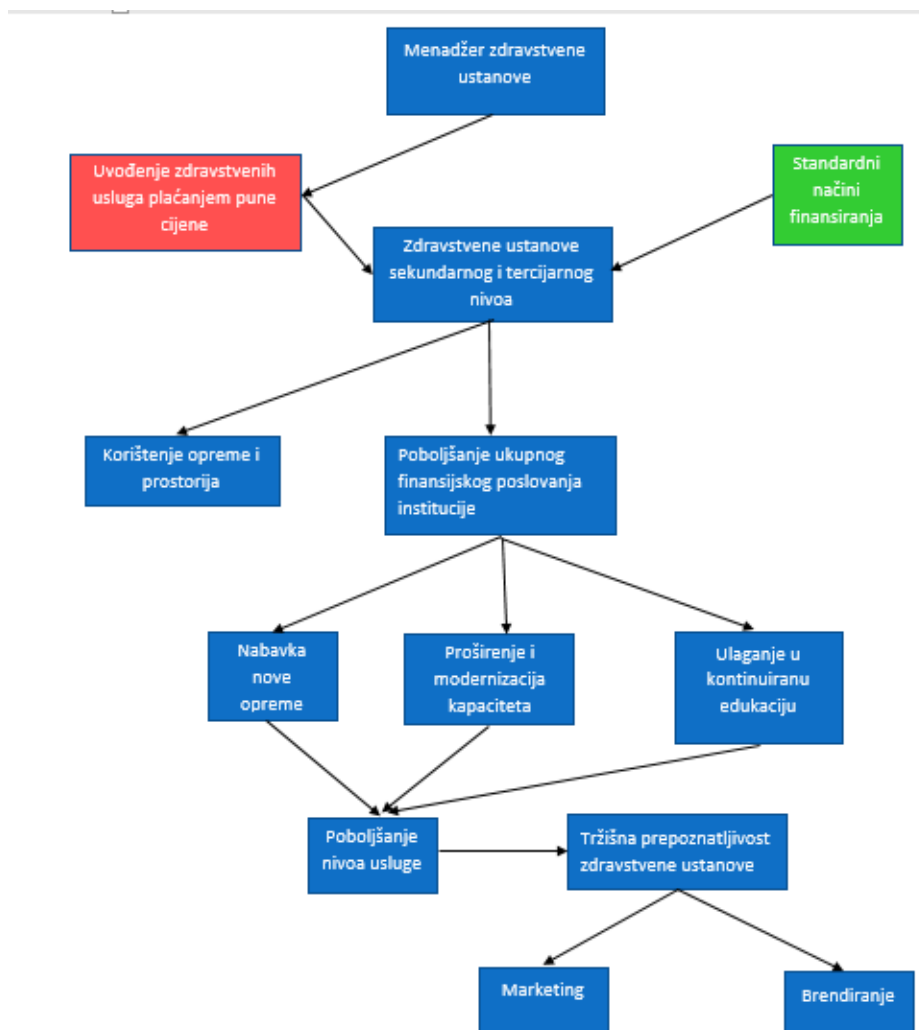 Menadžer zdravstvene
ustanove
Uvođenje zdravstvenih
usluga plaćanjem pune
cijene
Standardni
načini
finansiranja
Zdravstvene ustanove
sekundarnog i tercijarnog
nivoa
Korištenje opreme i
prostorija
Poboljšanje ukupnog
finansijskog poslovanja
institucije
Nabavka
nove
opreme
Proširenje i
modernizacija
kapaciteta
Ulaganje u
kontinuiranu
edukaciju
Poboljšanje
nivoa usluge
Tržišna prepoznatljivost
zdravstvene ustanove
Marketing
Brendiranje